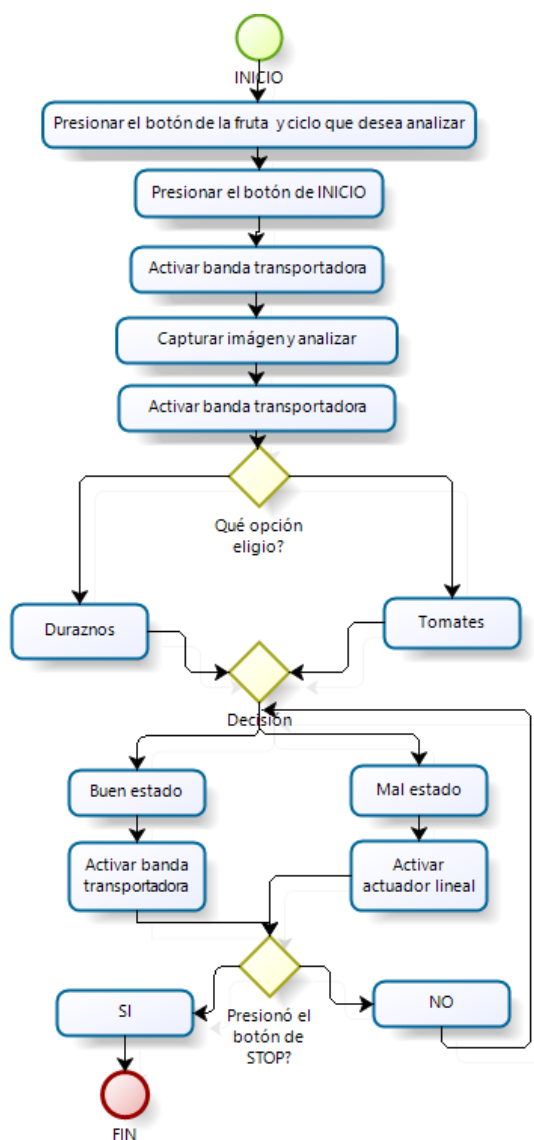 INICIO
Presionar el botón de la fruta y ciclo que desea analizar
Presionar el botón de INICIO
Activar banda transportadora
Capturar imágen y analizar
Activar banda transportadora
Qué opción
eligio?
Duraznos
Tomates
Decisión
Buen estado
Mal estado
Activar banda
transportadora
Activar
actuador lineal
SI
Presionó el
botón de
STOP?
NO
FIN